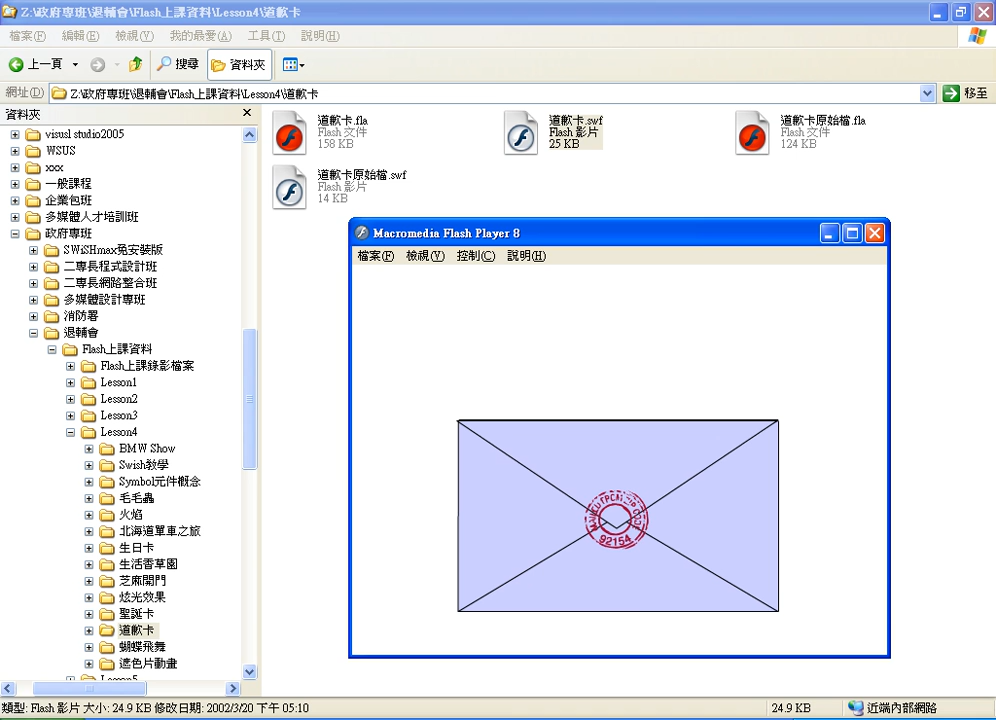 Z:\政府專班\退輔會\Flash上課資料\Lesson4\道歉卡
檔案(F) 編輯(E) 檢視(V) 我的最愛(A) 工具(T) 說明(H)
上一頁 搜尋 資料夾
網址(D) Z:\政府專班\退輔會\Flash上課資料\Lesson4\道歉卡 移至
資料夾
visusl studio2005
WSUS
xxx
一般課程
企業包班
多媒體人才培訓班
政府專班
SWiSHmax免安裝版
二專長程式設計班
二專長網路整合班
多媒體設計專班
消防署
退輔會
Flash上課資料
Flash上課錄影檔案
Lesson1
Lesson2
Lesson3
Lesson4
BMW Show
Swish教學
Symbol元件概念
毛毛蟲
火焰
北海道單車之旅
生日卡
生活香草園
芝麻開門
炫光效果
聖誕卡
道歉卡
蝴蝶飛舞
遮色片動畫
Lesson5
道歉卡.fla
Flash 文件
158 KB
道歉卡.swf
Flash 影片
25 KB
道歉卡原始檔.fla
Flash 文件
124 KB
道歉卡原始檔.swf
Flash 影片
14 KB
Macromedia Flash Player 8
檔案(F) 檢視(V) 控制(C) 說明(H)
92154
類型: Flash 影片 大小: 24.9 KB 修改日期: 2002/3/20 下午 05:10 24.9 KB 近端內部網路